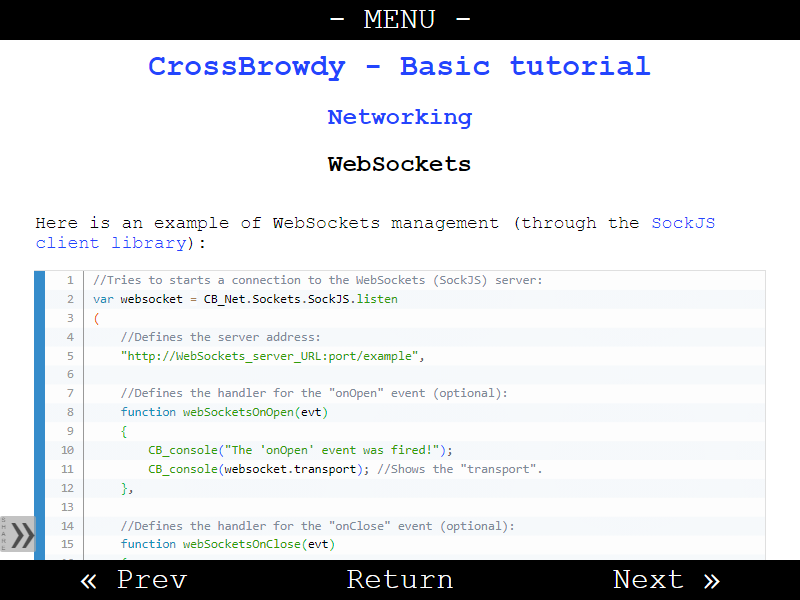 - MENU -
CrossBrowdy - Basic tutorial
Networking
WebSockets
Here is an example of WebSockets management (through the SockJS
client library):
1 //Tries to starts a connection to the WebSockets (SockJS) server:
2 var websocket = CB_Net.Sockets.SockJS.listen
3 (
4 //Defines the server address:
5 "http://WebSockets_server_URL:port/example",
6
7 //Defines the handler for the "onOpen" event (optional):
8 function webSocketsOnOpen(evt)
9 {
10 CB_console("The 'onOpen' event was fired!");
11 CB_console(websocket.transport); //Shows the "transport".
12 },
13
14 //Defines the handler for the "onClose" event (optional):
15 function webSocketsOnClose(evt)
SHARE »
« Prev Return Next »